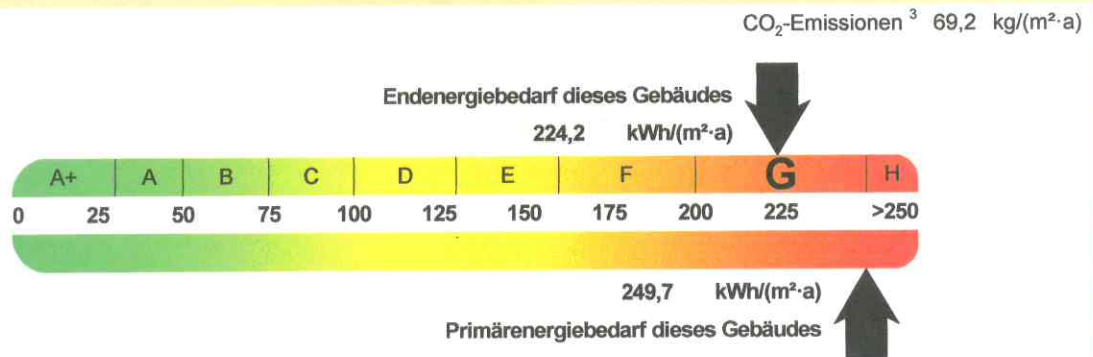 CO₂-Emissionen ³ 69,2 kg/(m²·a)
Endenergiebedarf dieses Gebäudes
224,2 kWh/(m²·a)
A+ A B C D E F G H
0 25 50 75 100 125 150 175 200 225 >250
249,7 kWh/(m²·a)
Primärenergiebedarf dieses Gebäudes